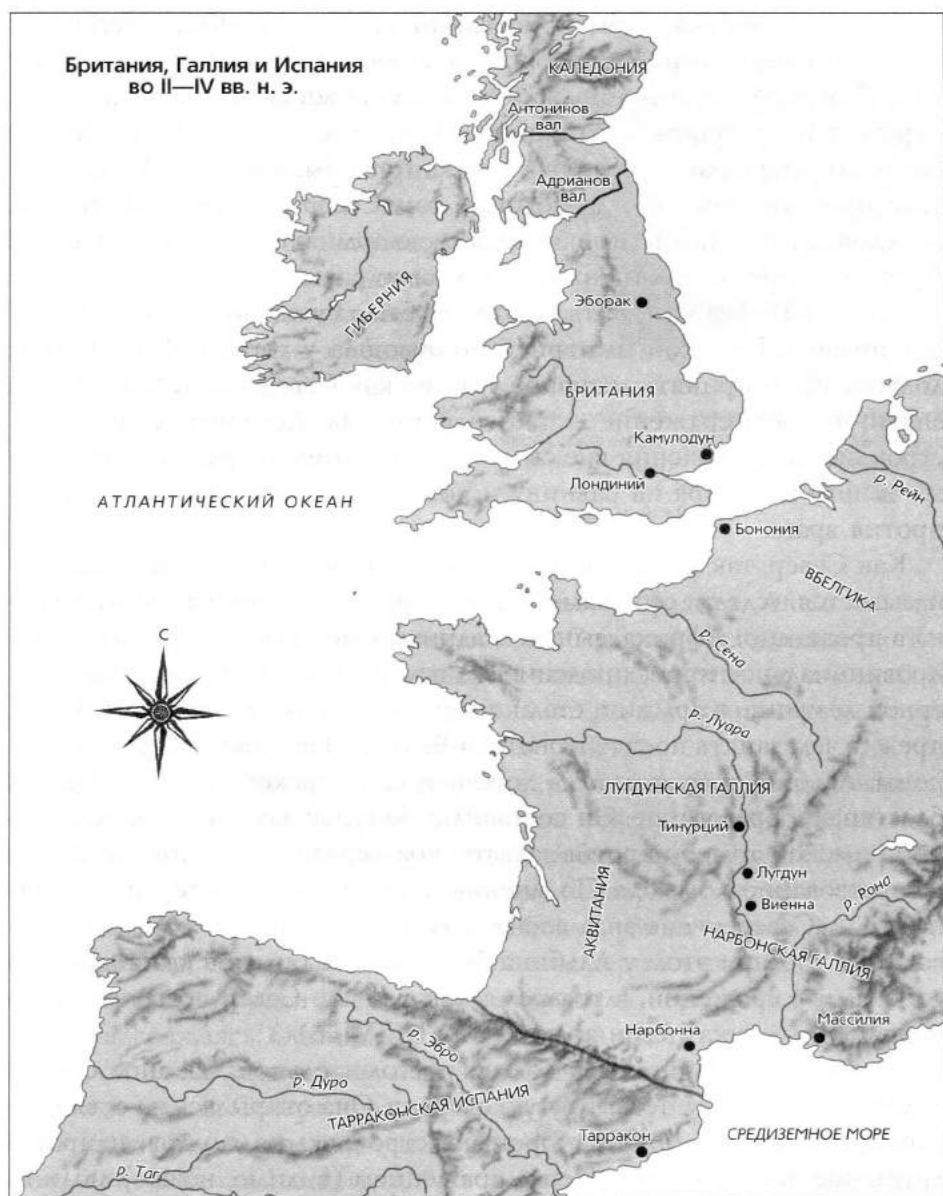 Британия, Галлия и Испания
во II—IV вв. н. э.
КАЛЕДОНИЯ
Антонинов
вал
Адрианов
вал
ГИБЕРНИЯ
Эборак
БРИТАНИЯ
Камулодун
Лондиний
АТЛАНТИЧЕСКИЙ ОКЕАН
р. Рейн
Бонония
ВБЕЛГИКА
С
р. Сена
р. Луара
ЛУГДУНСКАЯ ГАЛЛИЯ
Тинурций
Лугдун
Виенна
р. Рона
АКВИТАНИЯ
НАРБОНСКАЯ ГАЛЛИЯ
Массилия
Нарбонна
р. Эбро
р. Дуро
ТАРРАКОНСКАЯ ИСПАНИЯ
Тарракон
СРЕДИЗЕМНОЕ МОРЕ
р. Таг